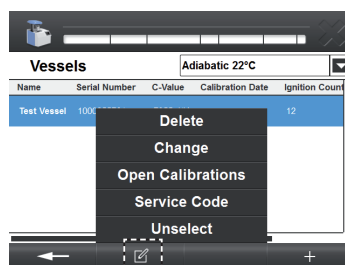 Vessels
Adiabatic 22°C
Name Serial Number C-Value Calibration Date Ignition Count
Test Vessel 12
Delete
Change
Open Calibrations
Service Code
Unselect